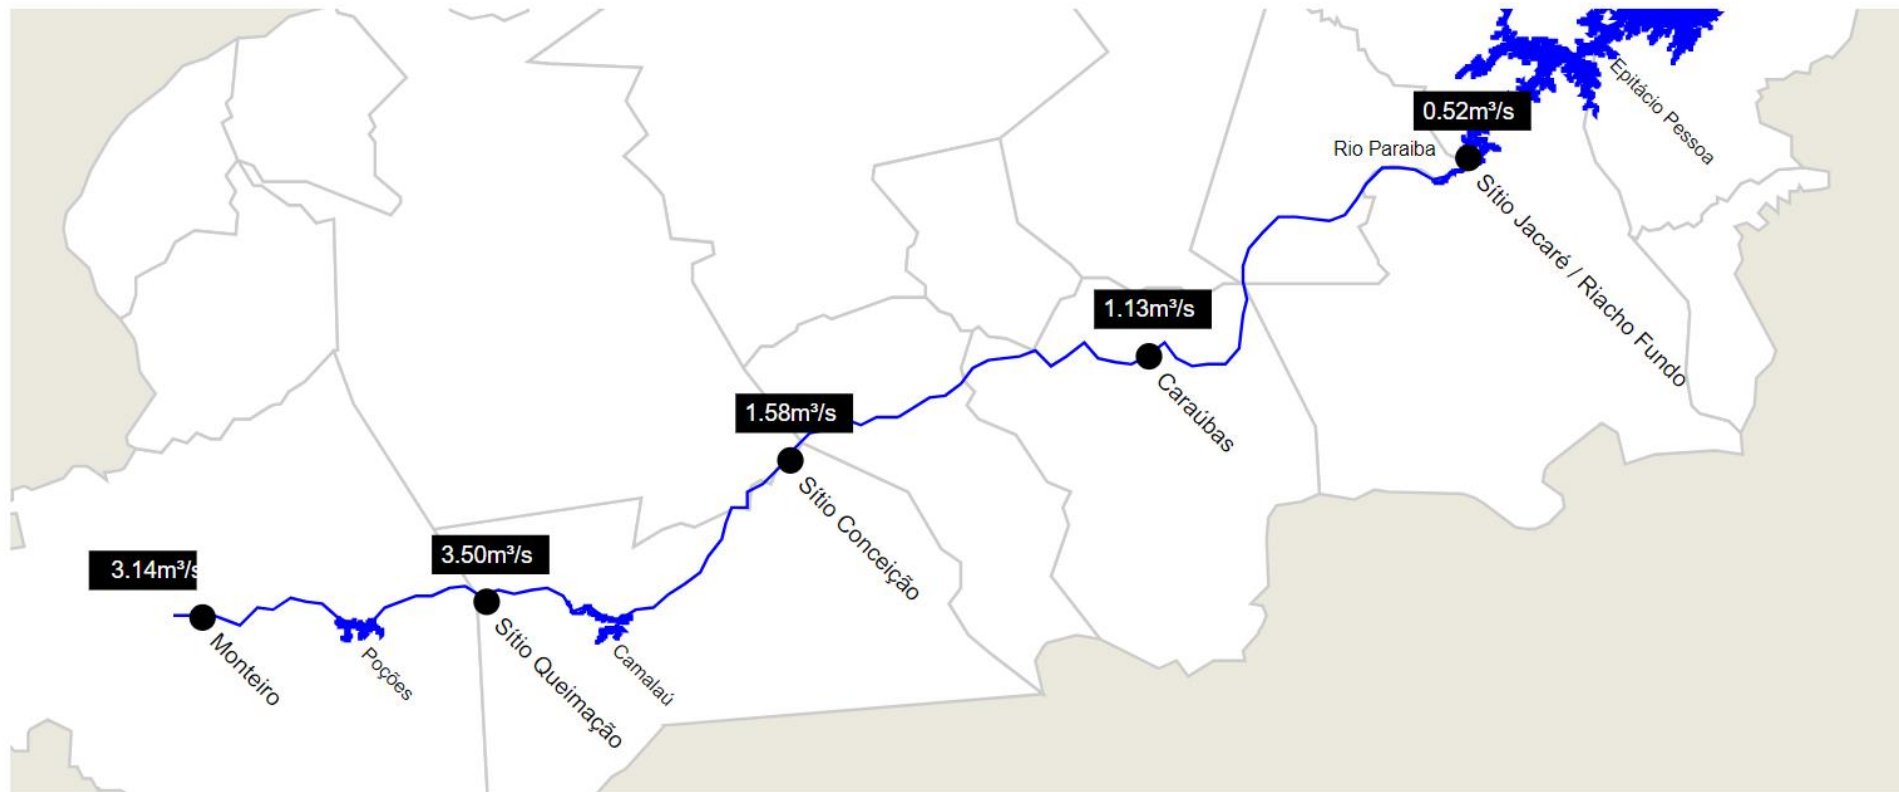 Epitácio Pessoa
0.52m³/s
Rio Paraiba
Sítio Jacaré / Riacho Fundo
1.13m³/s
Caraúbas
1.58m³/s
Sítio Conceição
3.50m³/s
Sítio Queimação
Camalaú
3.14m³/s
Monteiro
Poções